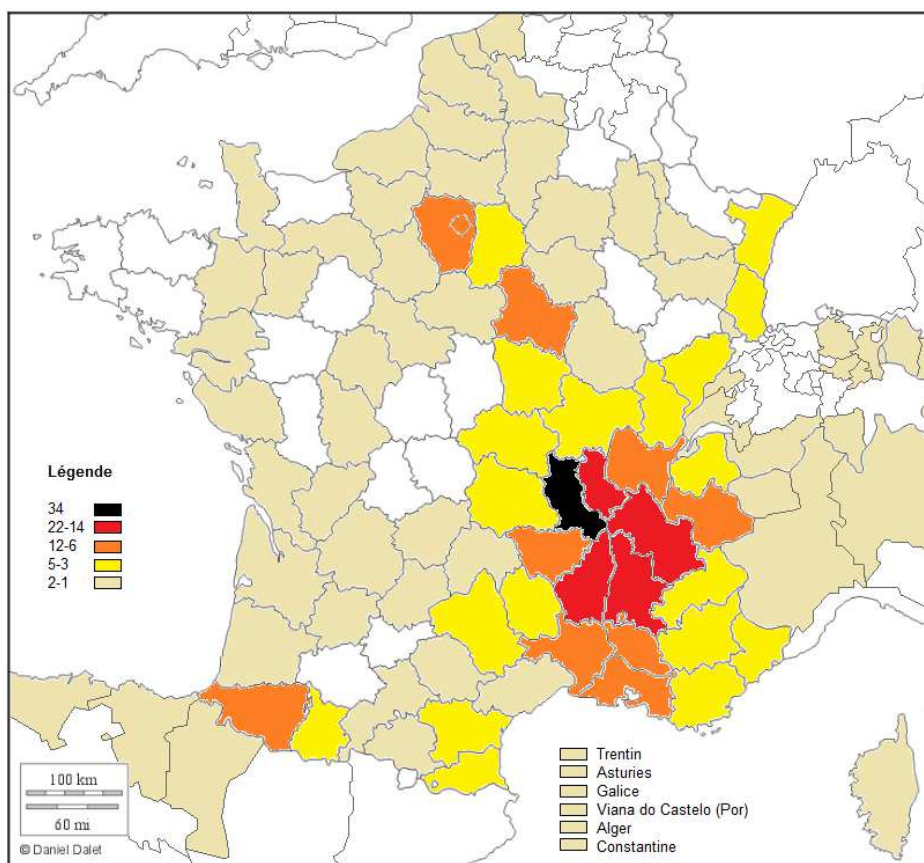 Légende
34
22-14
12-6
5-3
2-1
100 km
60 mi
© Daniel Dalet
Trentin
Asturies
Galice
Viana do Castelo (Por)
Alger
Constantine